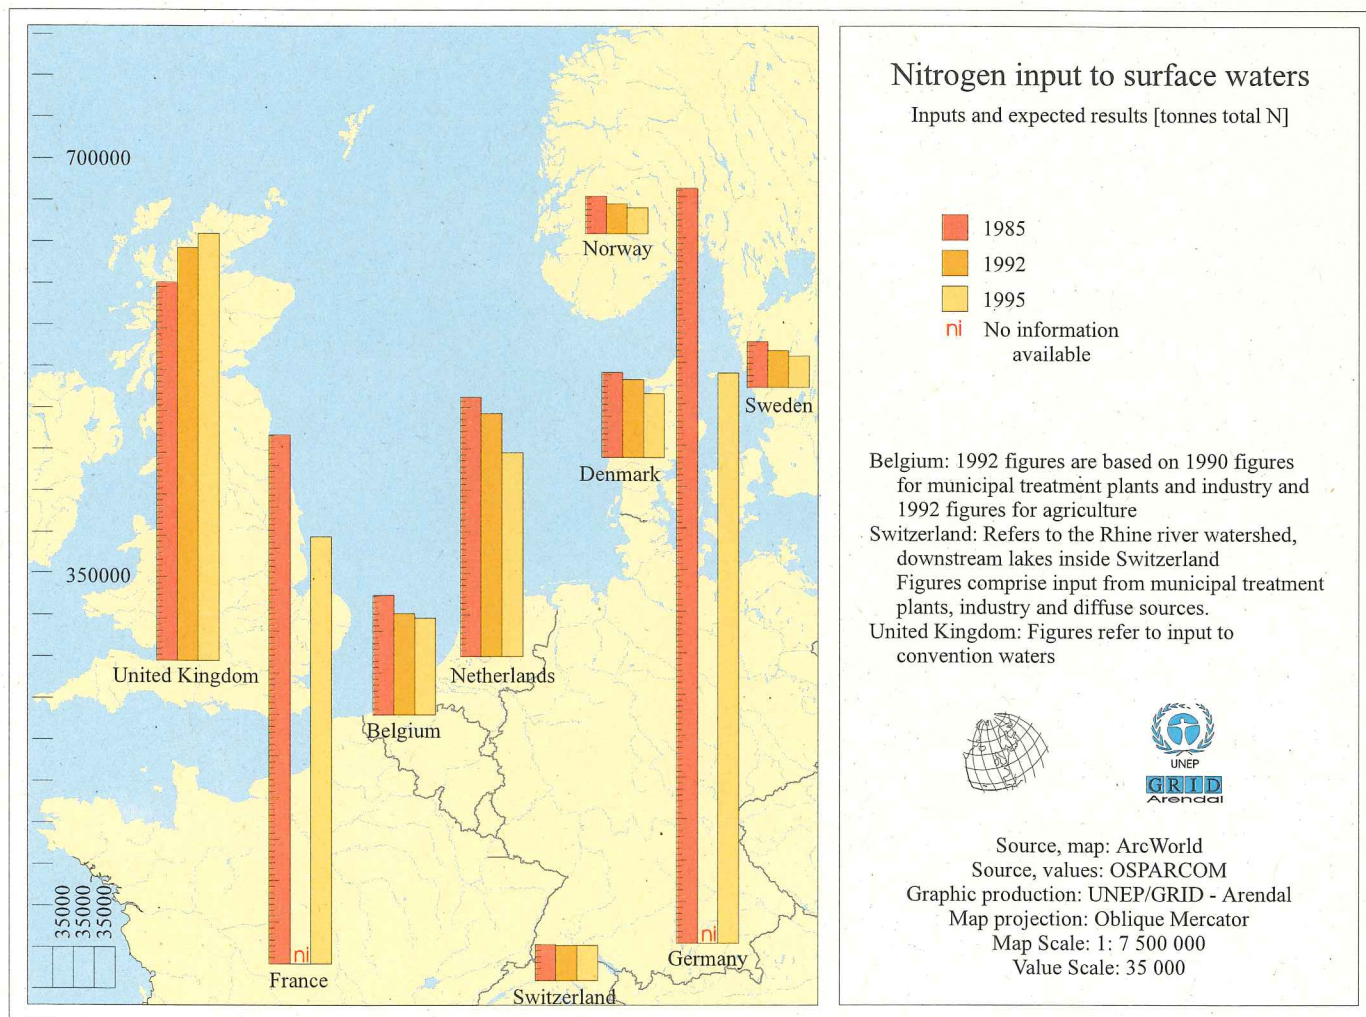 Nitrogen input to surface waters
Inputs and expected results [tonnes total N]
1985
1992
1995
ni No information
available
Belgium: 1992 figures are based on 1990 figures
for municipal treatment plants and industry and
1992 figures for agriculture
Switzerland: Refers to the Rhine river watershed,
downstream lakes inside Switzerland
Figures comprise input from municipal treatment
plants, industry and diffuse sources.
United Kingdom: Figures refer to input to
convention waters
UNEP
GRID
Arendal
Source, map: ArcWorld
Source, values: OSPARCOM
Graphic production: UNEP/GRID - Arendal
Map projection: Oblique Mercator
Map Scale: 1: 7 500 000
Value Scale: 35 000
700000
350000
35000
35000
35000
Norway
Sweden
Denmark
United Kingdom
Netherlands
Belgium
ni
France
ni
Germany
Switzerland